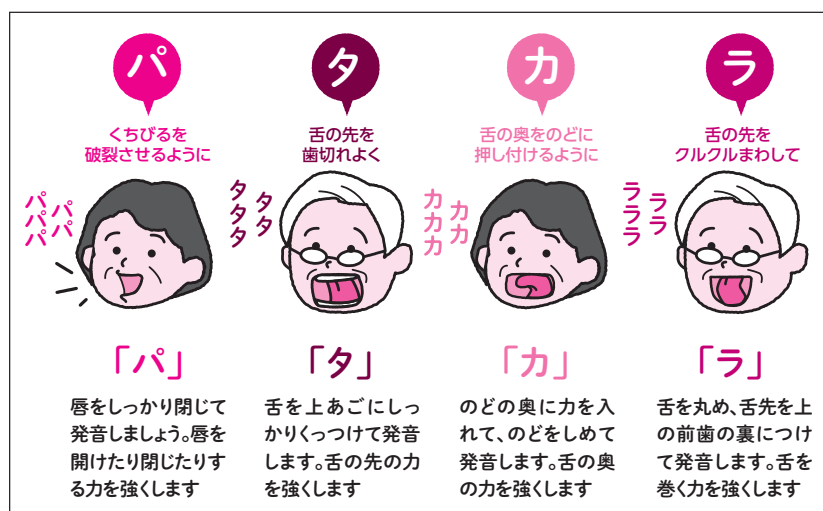 パ
くちびるを
破裂させるように
パパパ
パパ
「パ」
唇をしっかり閉じて
発音しましょう。唇を
開けたり閉じたりす
る力を強くします
タ
舌の先を
歯切れよく
タタタ
タタ
「タ」
舌を上あごにしっ
かりくっつけて発音
します。舌の先の力
を強くします
カ
舌の奥をのどに
押し付けるように
カカカ
カカ
「カ」
のどの奥に力を入
れて、のどをしめて
発音します。舌の奥
の力を強くします
ラ
舌の先を
クルクルまわして
ラララ
ララ
「ラ」
舌を丸め、舌先を上
の前歯の裏につけ
て発音します。舌を
巻く力を強くします